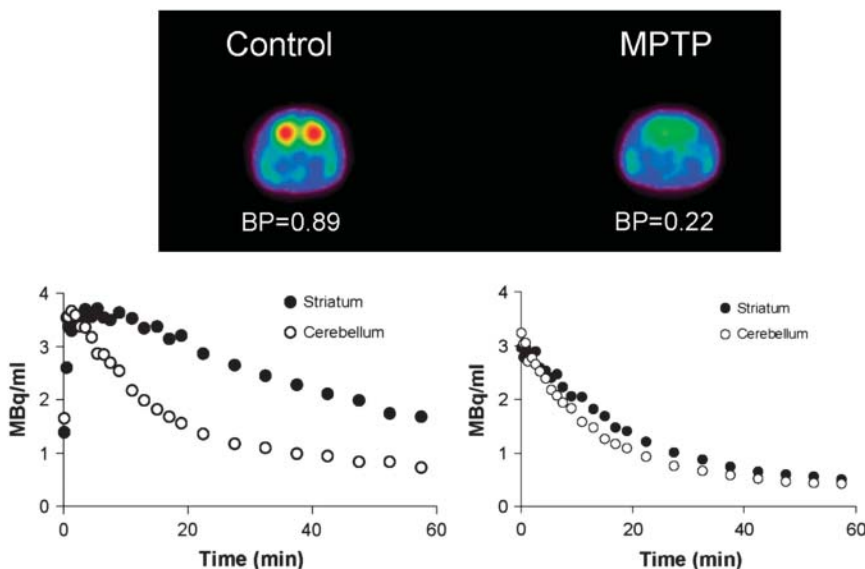 Control MPTP
BP=0.89 BP=0.22
4
3
2
1
0
MBq/ml
Striatum
Cerebellum
0 20 40 60
Time (min)
4
3
2
1
0
MBq/ml
Striatum
Cerebellum
0 20 40 60
Time (min)